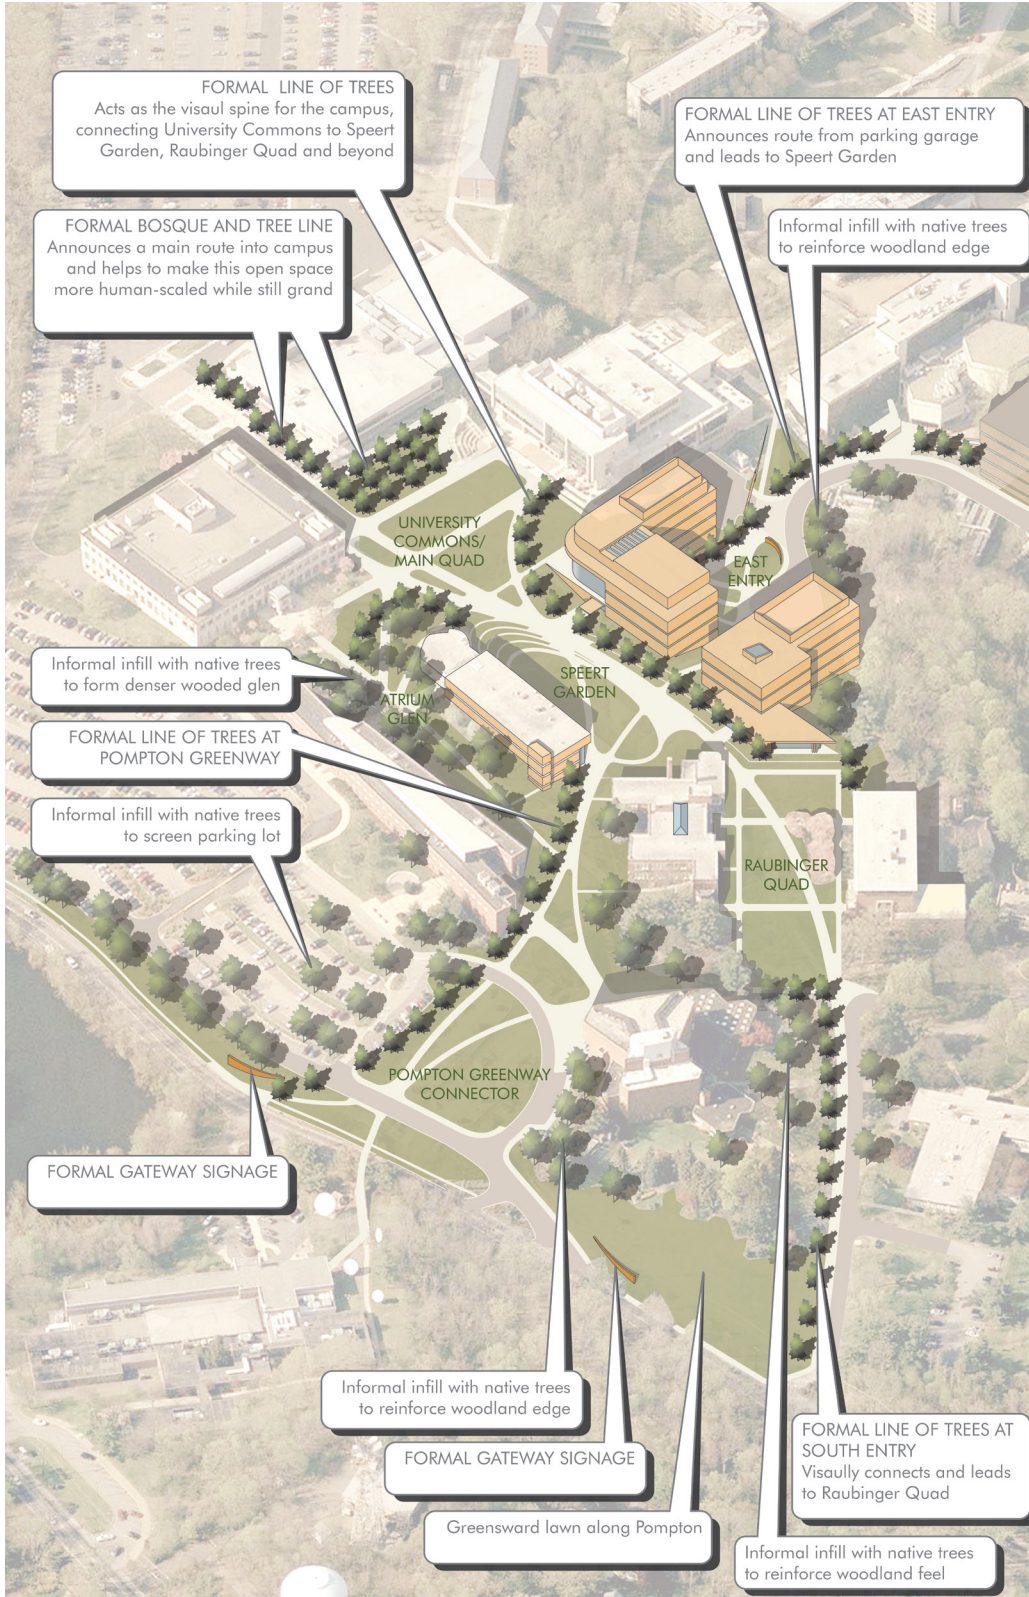 FORMAL LINE OF TREES
Acts as the visaul spine for the campus,
connecting University Commons to Speert
Garden, Raubinger Quad and beyond
FORMAL LINE OF TREES AT EAST ENTRY
Announces route from parking garage
and leads to Speert Garden
FORMAL BOSQUE AND TREE LINE
Announces a main route into campus
and helps to make this open space
more human-scaled while still grand
Informal infill with native trees
to reinforce woodland edge
UNIVERSITY
COMMONS/
MAIN QUAD
EAST
ENTRY
Informal infill with native trees
to form denser wooded glen
SPEERT
GARDEN
ATRIUM
GLEN
FORMAL LINE OF TREES AT
POMPTON GREENWAY
Informal infill with native trees
to screen parking lot
RAUBINGER
QUAD
POMPTON GREENWAY
CONNECTOR
FORMAL GATEWAY SIGNAGE
Informal infill with native trees
to reinforce woodland edge
FORMAL GATEWAY SIGNAGE
FORMAL LINE OF TREES AT
SOUTH ENTRY
Visaully connects and leads
to Raubinger Quad
Greensward lawn along Pompton
Informal infill with native trees
to reinforce woodland feel